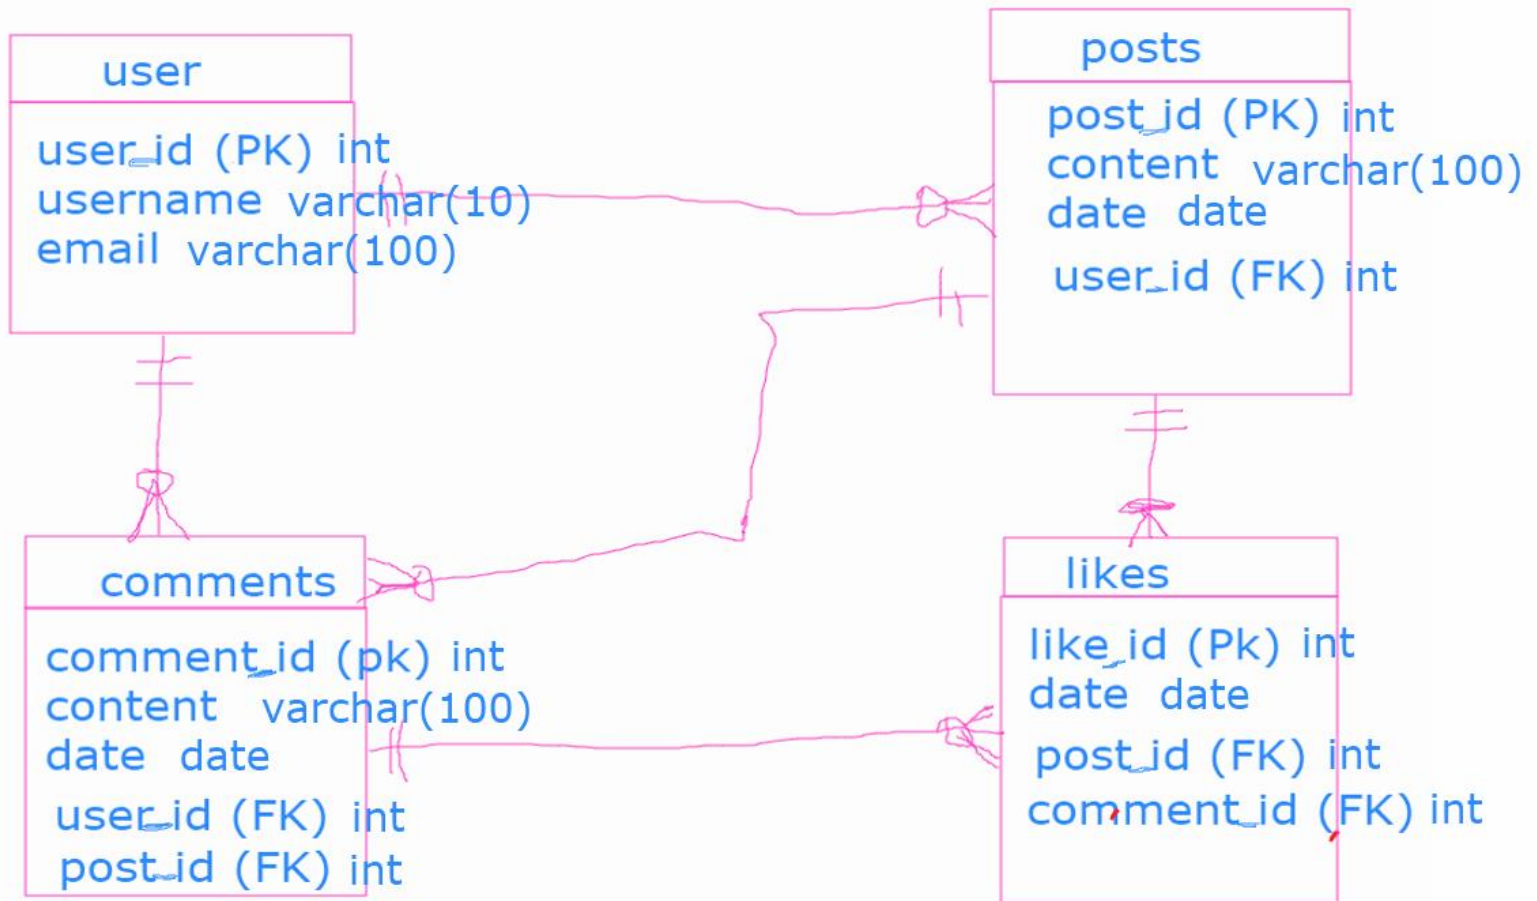 user
user_id (PK) int
username varchar(10)
email varchar(100)
posts
post_id (PK) int
content varchar(100)
date date
user_id (FK) int
comments
comment_id (pk) int
content varchar(100)
date date
user_id (FK) int
post_id (FK) int
likes
like_id (Pk) int
date date
post_id (FK) int
comment_id (FK) int